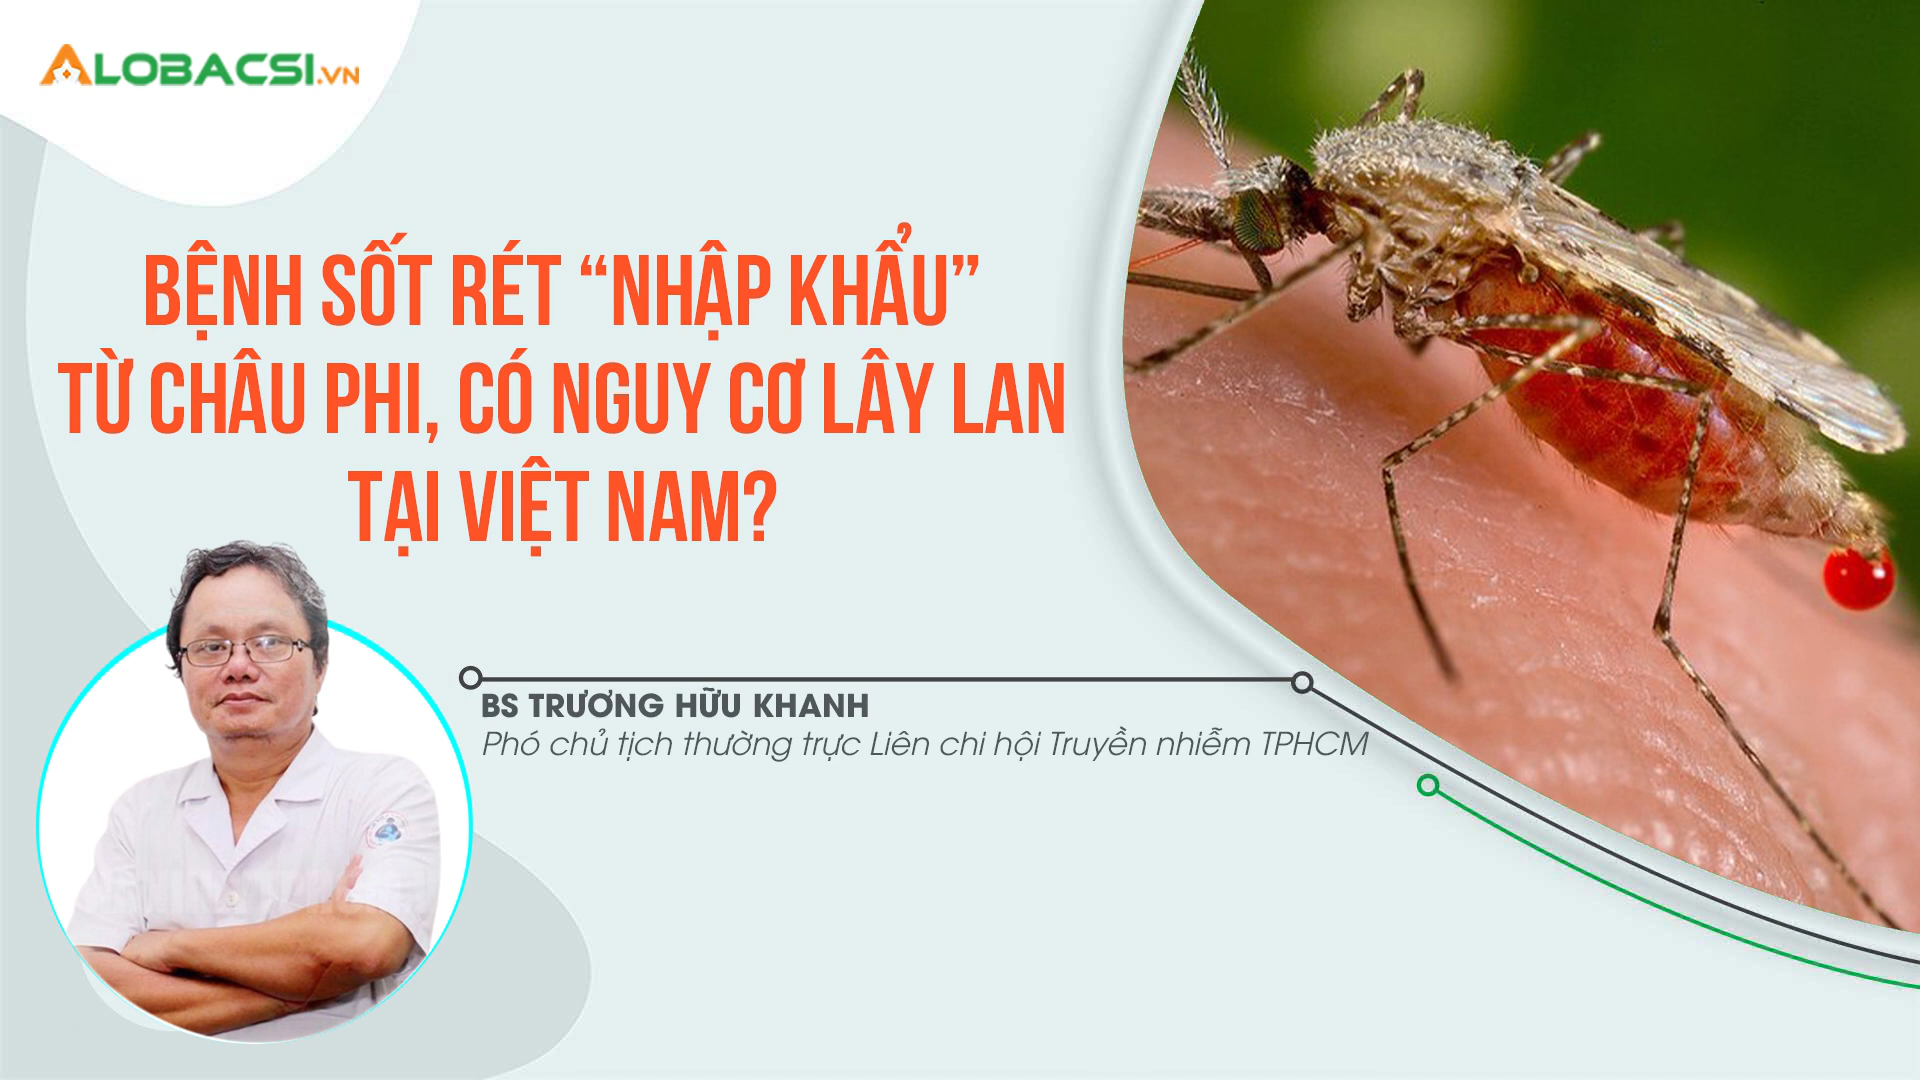 ALOBACSI.VN
BỆNH SỐT RÉT “NHẬP KHẨU”
TỪ CHÂU PHI, CÓ NGUY CƠ LÂY LAN
TẠI VIỆT NAM?
BS TRƯƠNG HỮU KHANH
Phó chủ tịch thường trực Liên chi hội Truyền nhiễm TPHCM